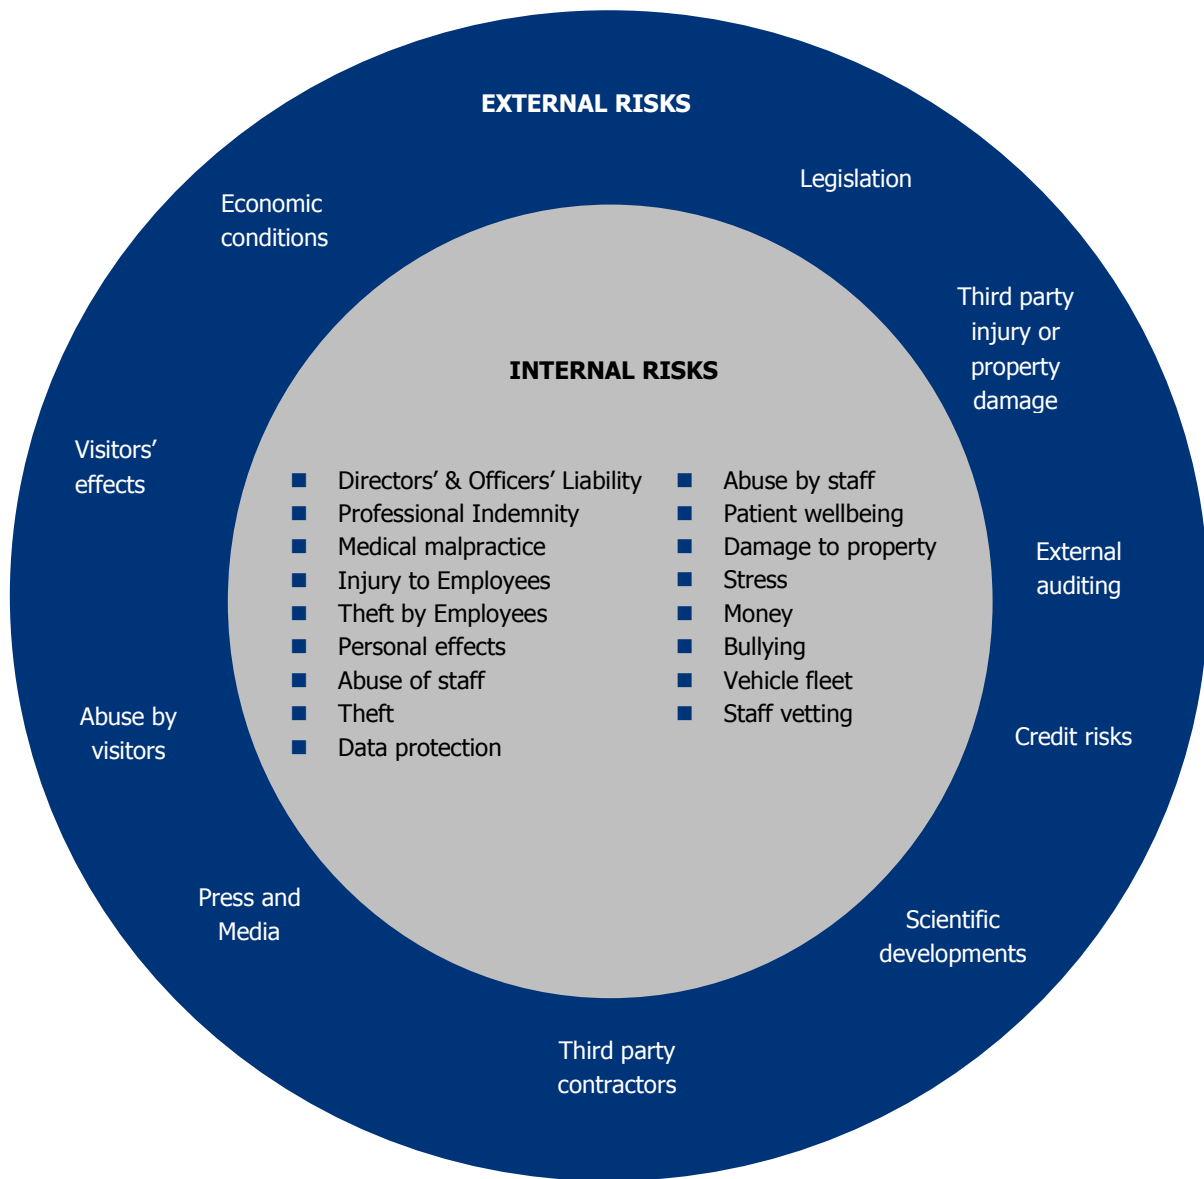 EXTERNAL RISKS
Legislation
Economic
conditions
Third party
injury or
property
damage
INTERNAL RISKS
Visitors’
effects
■ Directors’ & Officers’ Liability
■ Professional Indemnity
■ Medical malpractice
■ Injury to Employees
■ Theft by Employees
■ Personal effects
■ Abuse of staff
■ Theft
■ Data protection
■ Abuse by staff
■ Patient wellbeing
■ Damage to property
■ Stress
■ Money
■ Bullying
■ Vehicle fleet
■ Staff vetting
External
auditing
Abuse by
visitors
Credit risks
Press and
Media
Scientific
developments
Third party
contractors